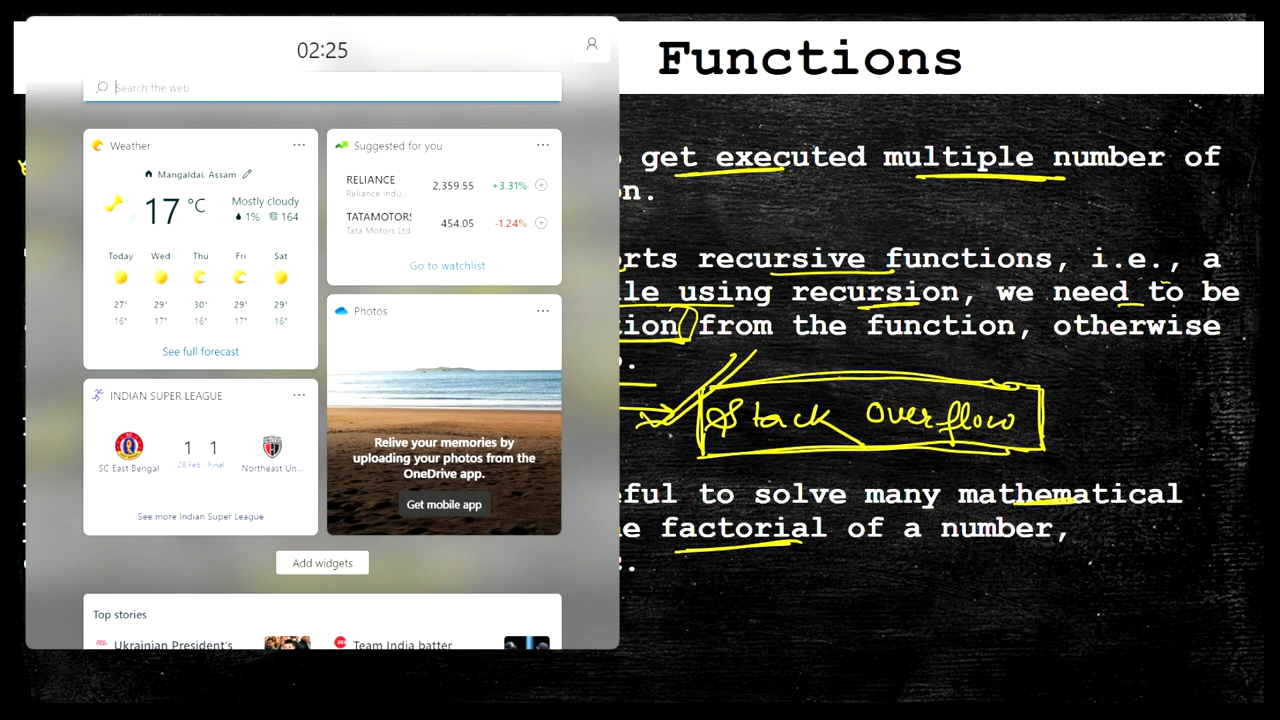 02:25
Functions
Search the web
Weather
Mangaldai, Assam
17 °C
Mostly cloudy
1% 164
Today Wed Thu Fri Sat
27° 29° 30° 29° 29°
16° 17° 16° 17° 16°
See full forecast
Suggested for you
RELIANCE 2,359.55 +3.31%
Reliance Indu...
TATAMOTORS 454.05 -1.24%
Tata Motors Ltd
Go to watchlist
INDIAN SUPER LEAGUE
1 1
28 Feb - Final
SC East Bengal Northeast Un...
See more Indian Super League
Photos
Relive your memories by
uploading your photos from the
OneDrive app.
Get mobile app
Add widgets
Top stories
Ukrainian President's
Team India batter
get executed multiple number of
on.
orts recursive functions, i.e., a
ile using recursion, we need to be
tion from the function, otherwise
Stack Overflow
eful to solve many mathematical
factorial of a number,